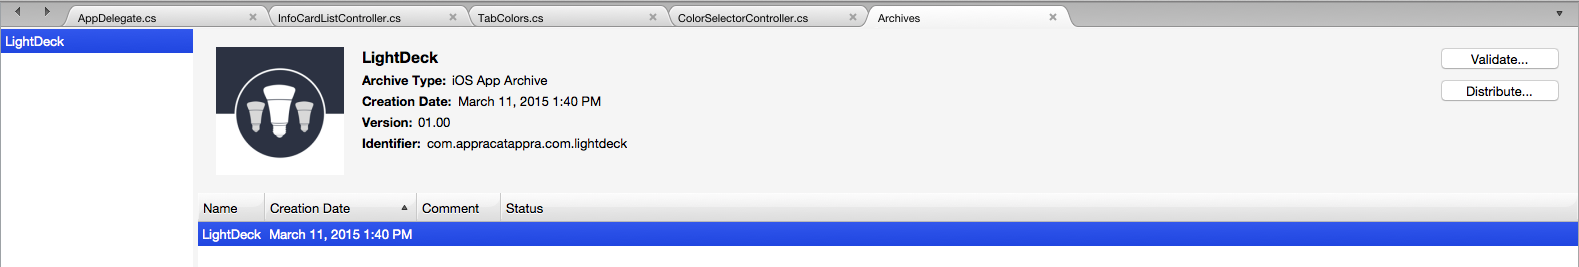 AppDelegate.cs InfoCardListController.cs TabColors.cs ColorSelectorController.cs Archives
LightDeck
LightDeck
Archive Type: iOS App Archive
Creation Date: March 11, 2015 1:40 PM
Version: 01.00
Identifier: com.appracatappra.com.lightdeck
Validate...
Distribute...
Name Creation Date Comment Status
LightDeck March 11, 2015 1:40 PM